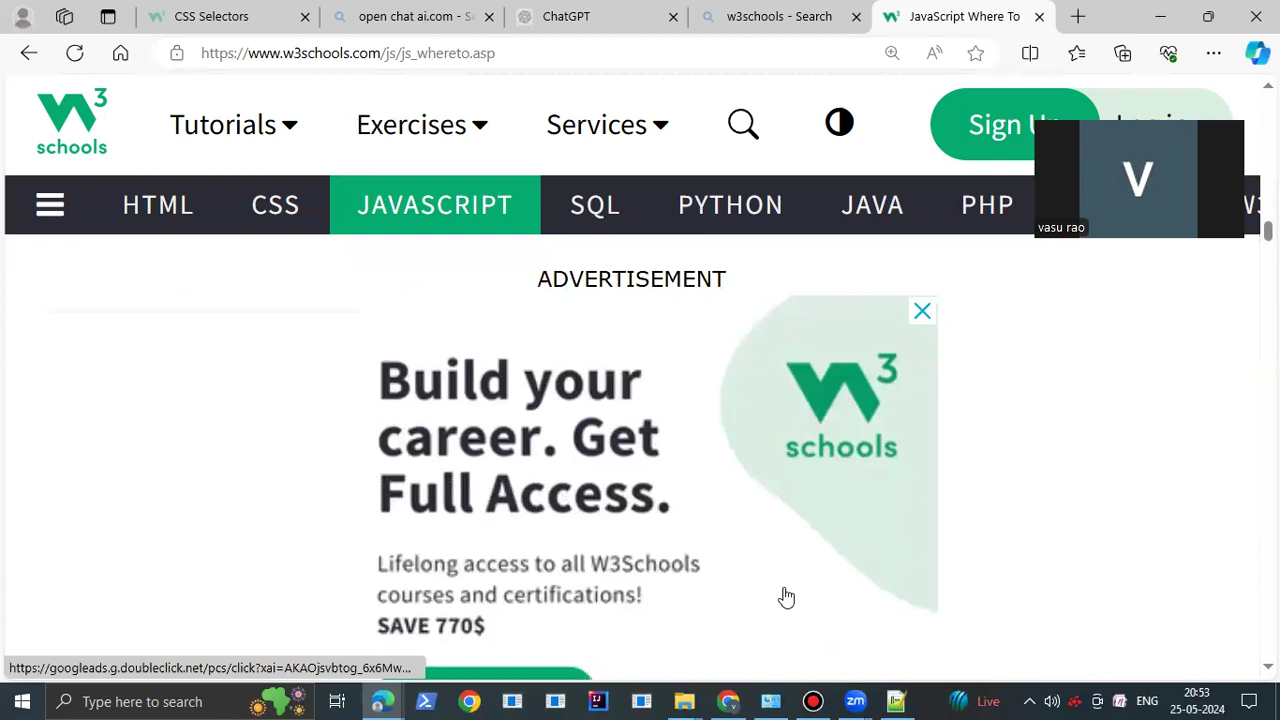 CSS Selectors
open chat ai.com - Se
ChatGPT
w3schools - Search
JavaScript Where To
https://www.w3schools.com/js/js_whereto.asp
W3
schools
Tutorials
Exercises
Services
Sign Up
HTML
CSS
JAVASCRIPT
SQL
PYTHON
JAVA
PHP
W3
V
vasu rao
ADVERTISEMENT
Build your
career. Get
Full Access.
W3
schools
Lifelong access to all W3Schools
courses and certifications!
SAVE 770$
https://googleads.g.doubleclick.net/pcs/click?xai=AKAOjsvbtog_6x6Mw...
Type here to search
Live
ENG
20:53
25-05-2024